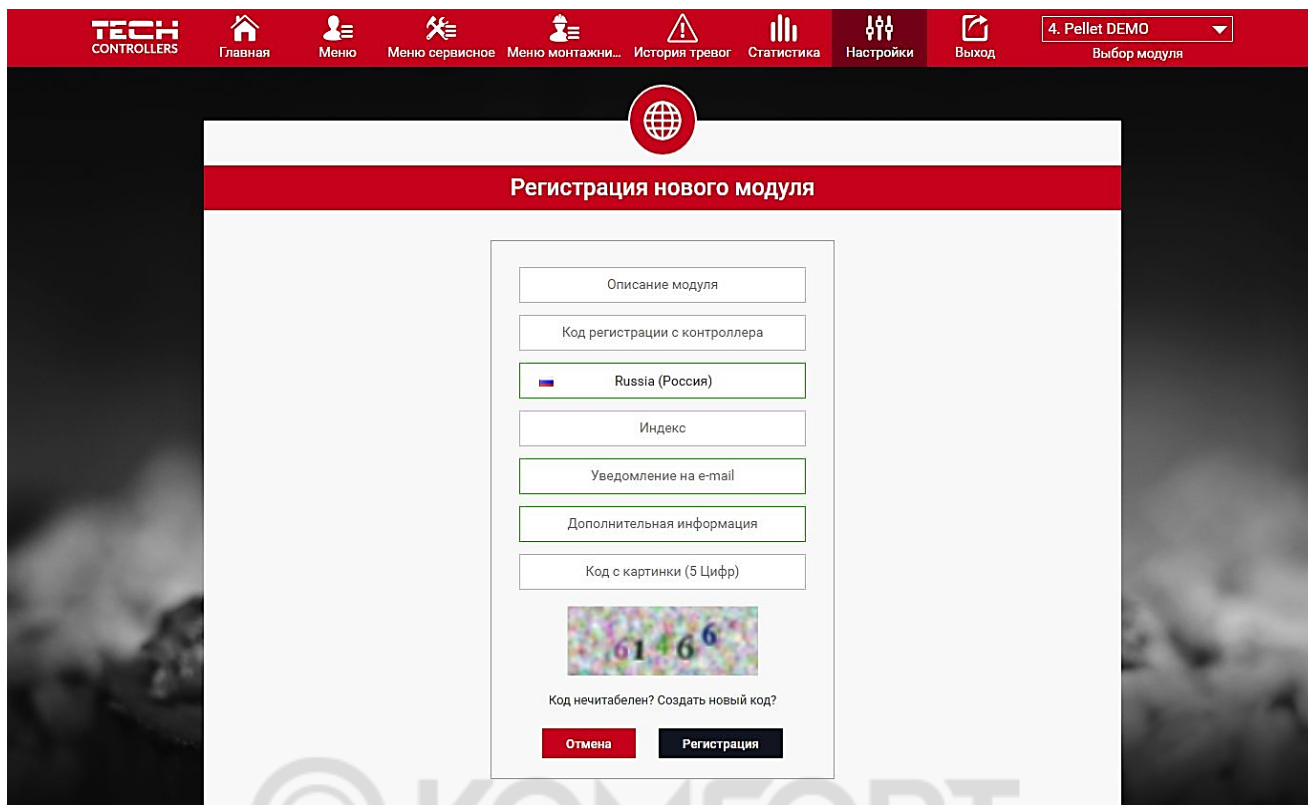 TECH
CONTROLLERS
Главная
Меню
Меню сервисное
Меню монтажни...
История тревог
Статистика
Настройки
Выход
4. Pellet DEMO
Выбор модуля
Регистрация нового модуля
Описание модуля
Код регистрации с контроллера
Russia (Россия)
Индекс
Уведомление на e-mail
Дополнительная информация
Код с картинки (5 Цифр)
61466
Код нечитабелен? Создать новый код?
Отмена
Регистрация
КОМФОРТ